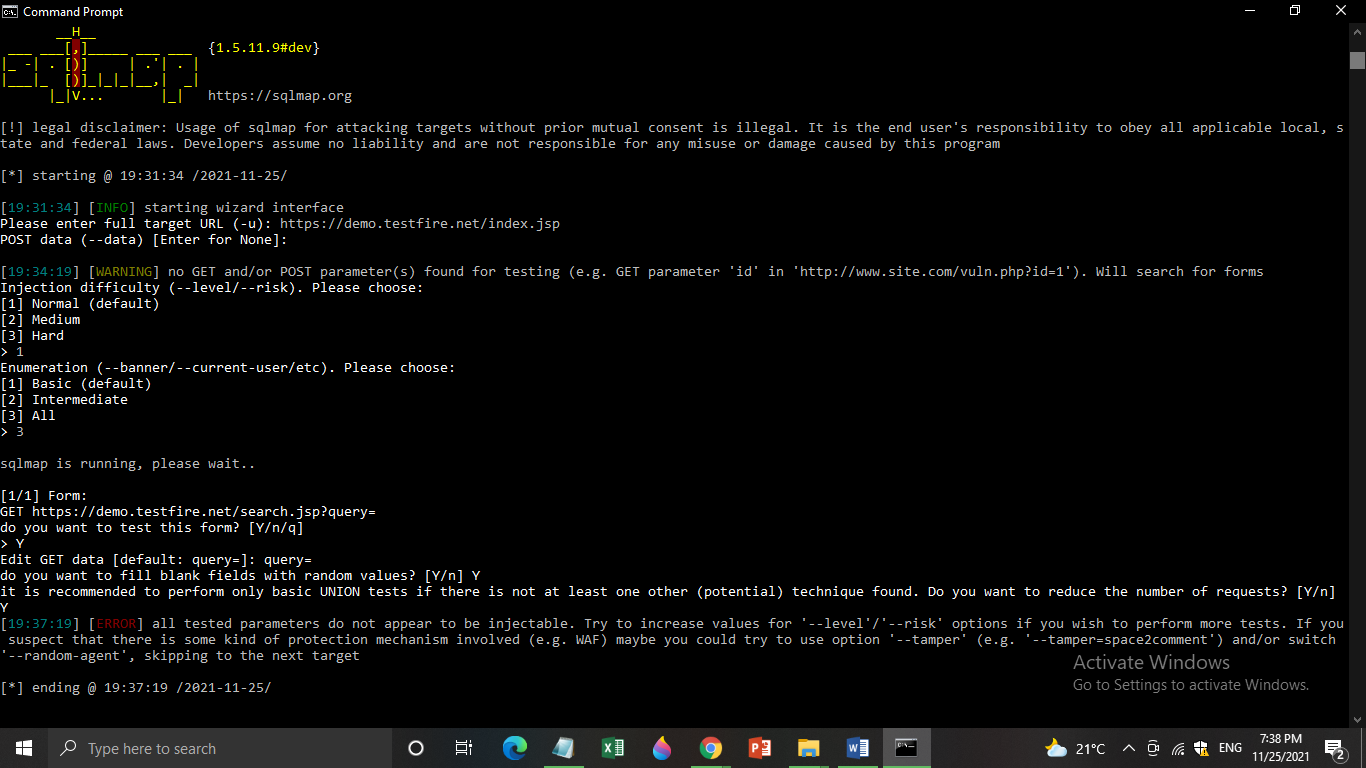 Command Prompt
{1.5.11.9#dev}
https://sqlmap.org
[!] legal disclaimer: Usage of sqlmap for attacking targets without prior mutual consent is illegal. It is the end user's responsibility to obey all applicable local, s
tate and federal laws. Developers assume no liability and are not responsible for any misuse or damage caused by this program
[*] starting @ 19:31:34 /2021-11-25/
[19:31:34] [INFO] starting wizard interface
Please enter full target URL (-u): https://demo.testfire.net/index.jsp
POST data (--data) [Enter for None]:
[19:34:19] [WARNING] no GET and/or POST parameter(s) found for testing (e.g. GET parameter 'id' in 'http://www.site.com/vuln.php?id=1'). Will search for forms
Injection difficulty (--level/--risk). Please choose:
[1] Normal (default)
[2] Medium
[3] Hard
> 1
Enumeration (--banner/--current-user/etc). Please choose:
[1] Basic (default)
[2] Intermediate
[3] All
> 3
sqlmap is running, please wait..
[1/1] Form:
GET https://demo.testfire.net/search.jsp?query=
do you want to test this form? [Y/n/q]
> Y
Edit GET data [default: query=]: query=
do you want to fill blank fields with random values? [Y/n] Y
it is recommended to perform only basic UNION tests if there is not at least one other (potential) technique found. Do you want to reduce the number of requests? [Y/n]
Y
[19:37:19] [ERROR] all tested parameters do not appear to be injectable. Try to increase values for '--level'/'--risk' options if you wish to perform more tests. If you
suspect that there is some kind of protection mechanism involved (e.g. WAF) maybe you could try to use option '--tamper' (e.g. '--tamper=space2comment') and/or switch
'--random-agent', skipping to the next target
[*] ending @ 19:37:19 /2021-11-25/
Activate Windows
Go to Settings to activate Windows.
Type here to search
21°C
ENG
7:38 PM
11/25/2021
2